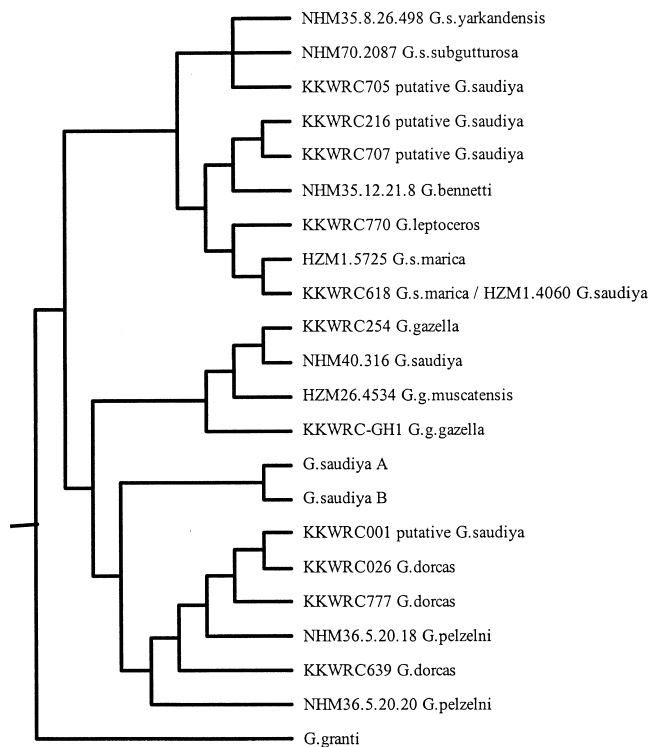 NHM35.8.26.498 G.s.yarkandensis
NHM70.2087 G.s.subgutturosa
KKWRC705 putative G.saudiya
KKWRC216 putative G.saudiya
KKWRC707 putative G.saudiya
NHM35.12.21.8 G.bennetti
KKWRC770 G.leptoceros
HZM1.5725 G.s.marica
KKWRC618 G.s.marica / HZM1.4060 G.saudiya
KKWRC254 G.gazella
NHM40.316 G.saudiya
HZM26.4534 G.g.muscatensis
KKWRC-GH1 G.g.gazella
G.saudiya A
G.saudiya B
KKWRC001 putative G.saudiya
KKWRC026 G.dorcas
KKWRC777 G.dorcas
NHM36.5.20.18 G.pelzelni
KKWRC639 G.dorcas
NHM36.5.20.20 G.pelzelni
G.granti